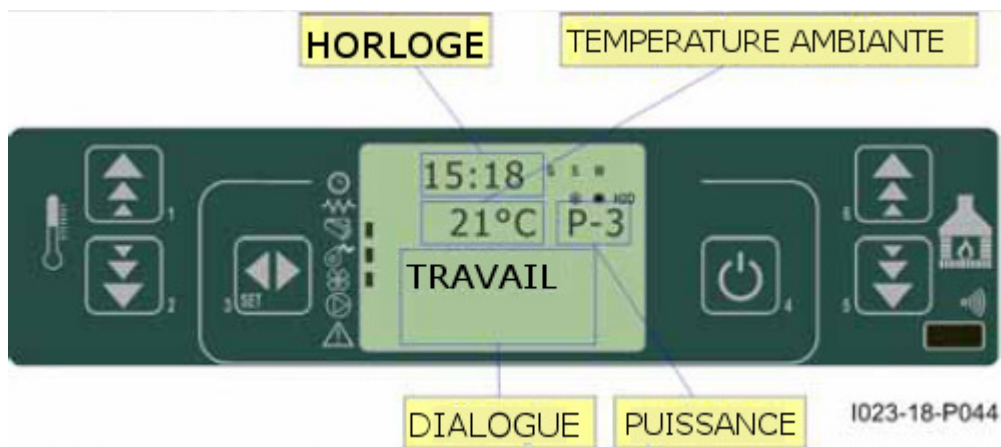 HORLOGE
TEMPERATURE AMBIANTE
15:18
21°C P-3
TRAVAIL
1
2
3
SET
4
6
5
DIALOGUE
PUISSANCE
I023-18-P044